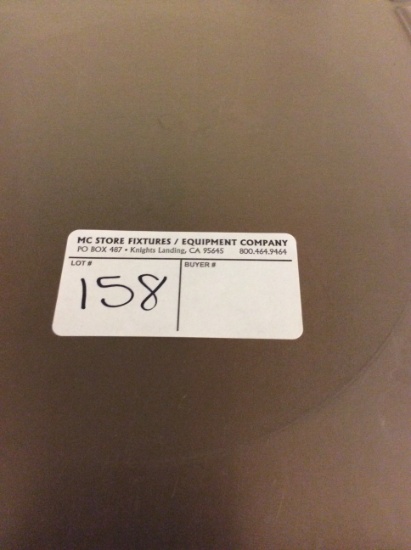 MC STORE FIXTURES / EQUIPMENT COMPANY
PO BOX 487 • Knights Landing, CA 95645 800.464.9464
LOT # BUYER #
158